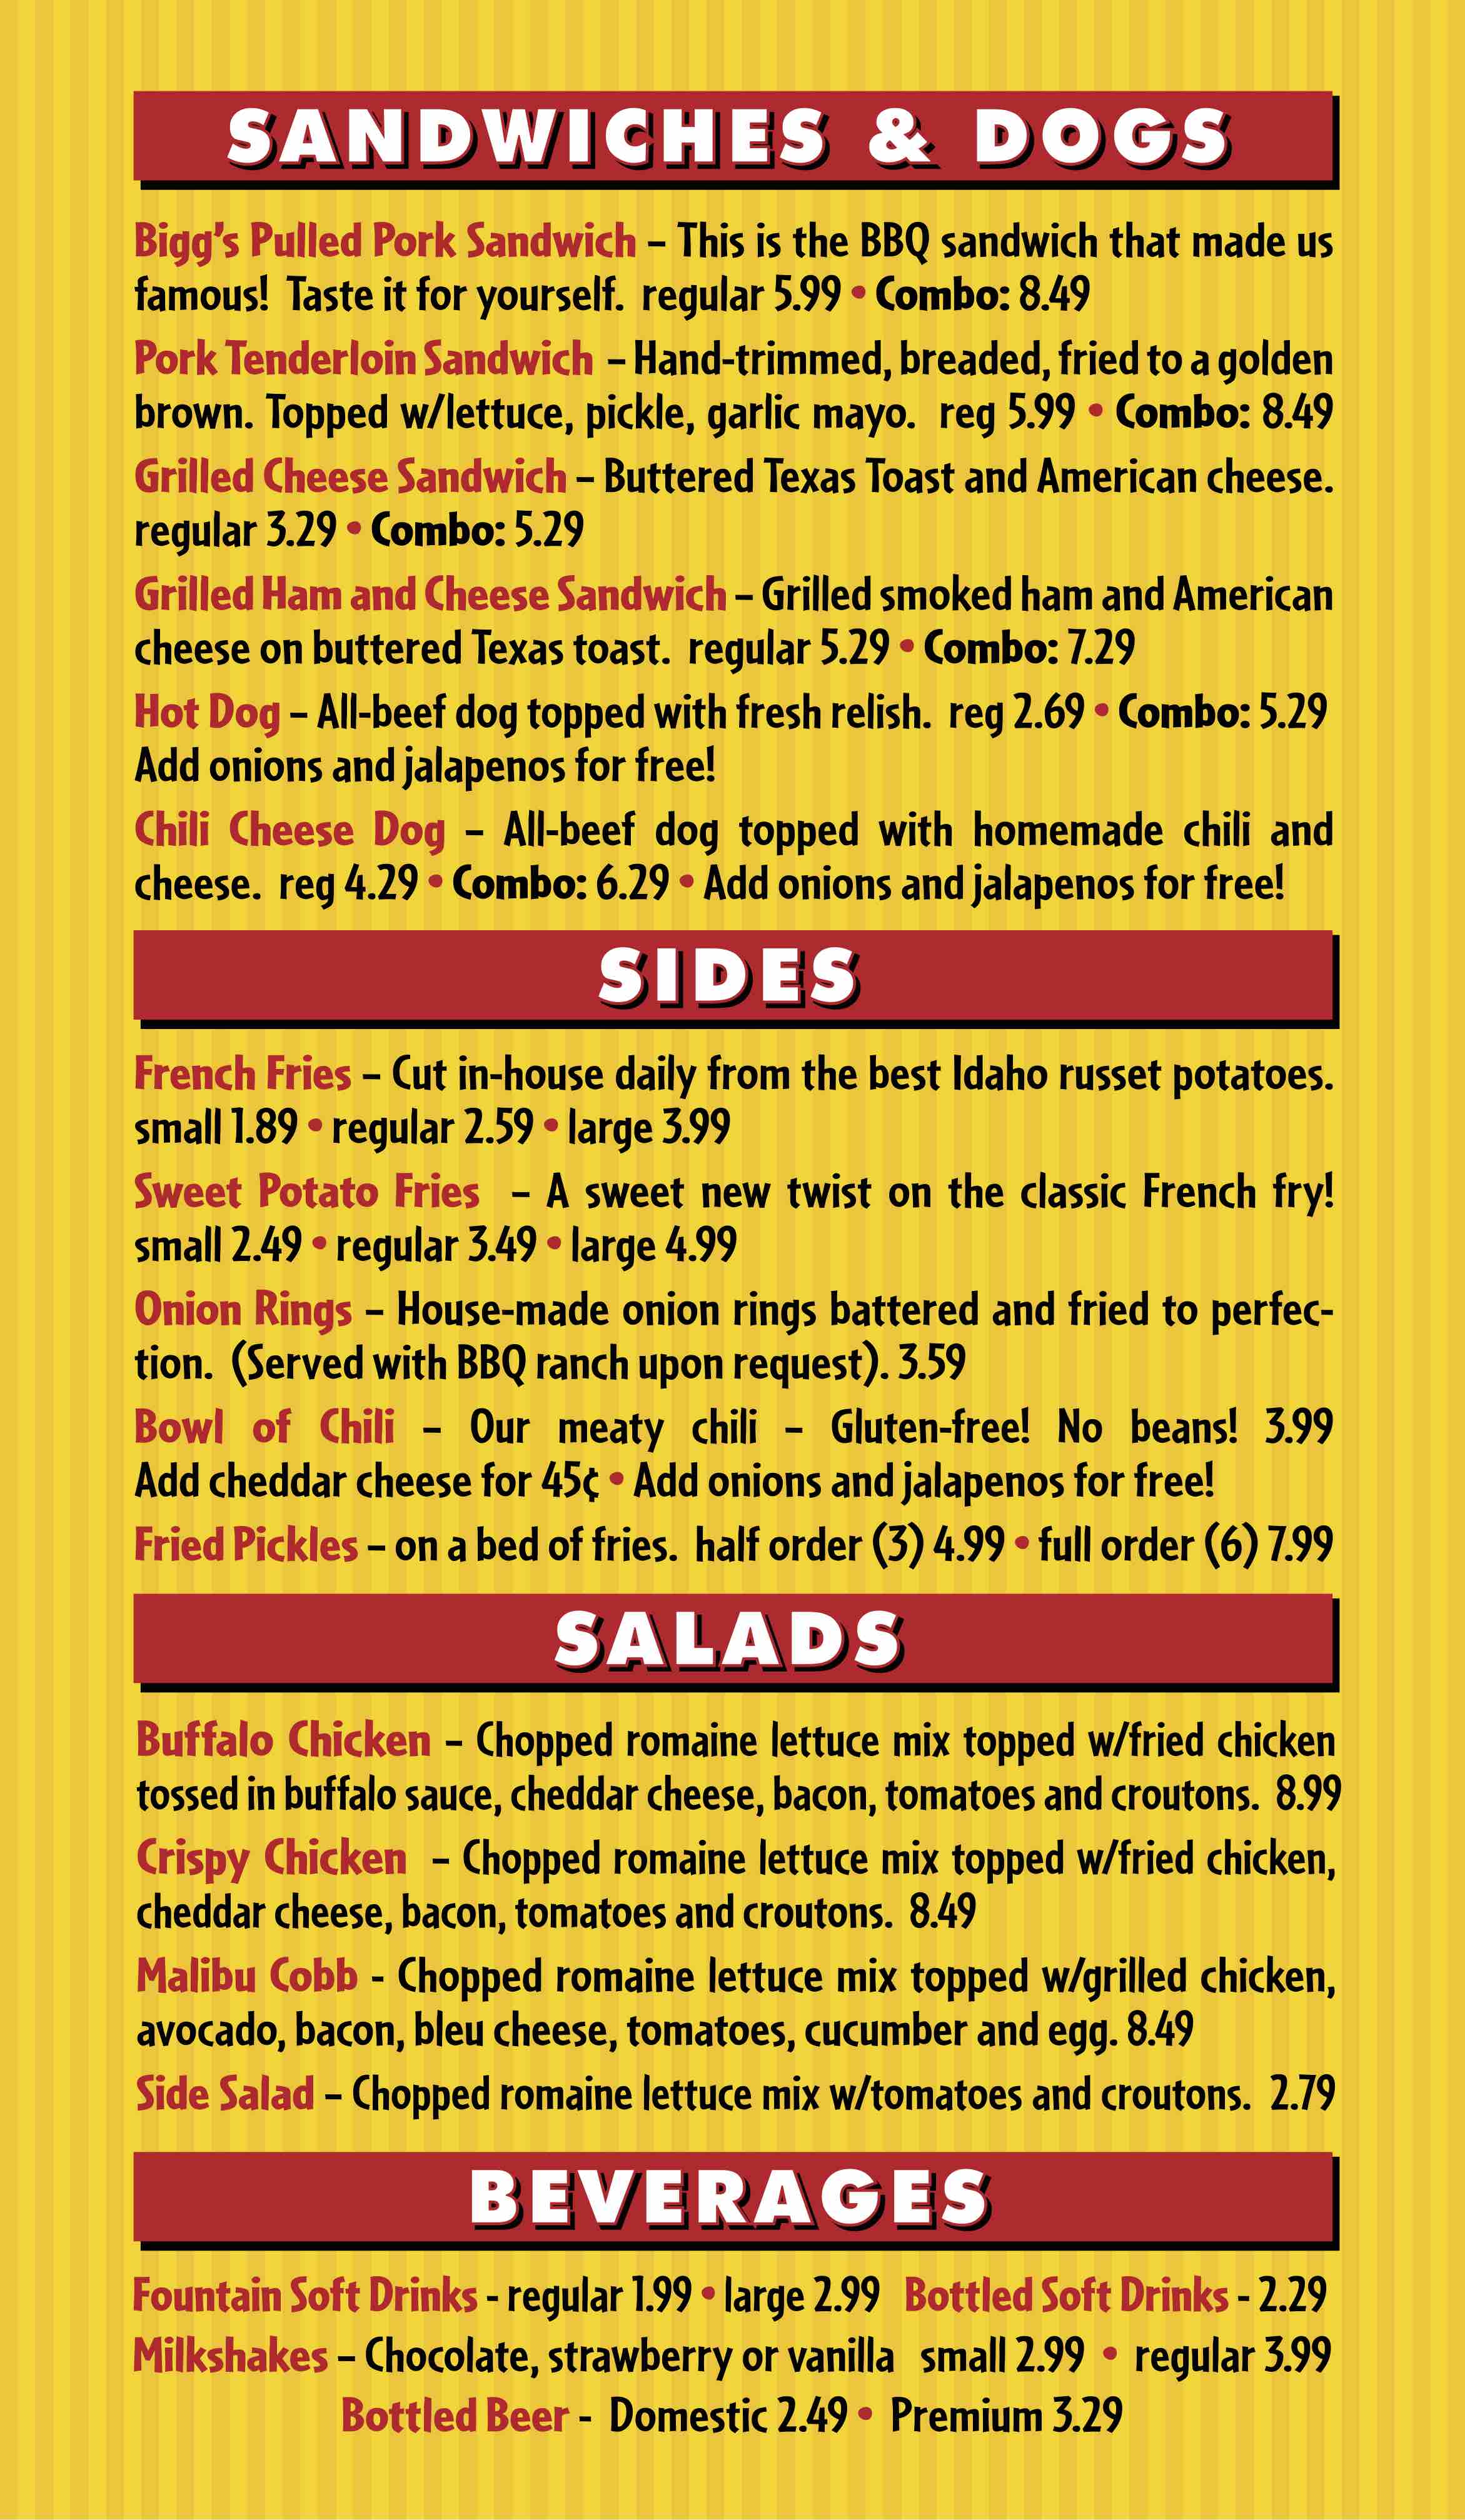 SANDWICHES & DOGS
Bigg's Pulled Pork Sandwich – This is the BBQ sandwich that made us
famous! Taste it for yourself. regular 5.99 • Combo: 8.49
Pork Tenderloin Sandwich – Hand-trimmed, breaded, fried to a golden
brown. Topped w/lettuce, pickle, garlic mayo. reg 5.99 • Combo: 8.49
Grilled Cheese Sandwich – Buttered Texas Toast and American cheese.
regular 3.29 • Combo: 5.29
Grilled Ham and Cheese Sandwich – Grilled smoked ham and American
cheese on buttered Texas toast. regular 5.29 • Combo: 7.29
Hot Dog – All-beef dog topped with fresh relish. reg 2.69 • Combo: 5.29
Add onions and jalapenos for free!
Chili Cheese Dog – All-beef dog topped with homemade chili and
cheese. reg 4.29 • Combo: 6.29 • Add onions and jalapenos for free!
SIDES
French Fries – Cut in-house daily from the best Idaho russet potatoes.
small 1.89 • regular 2.59 • large 3.99
Sweet Potato Fries – A sweet new twist on the classic French fry!
small 2.49 • regular 3.49 • large 4.99
Onion Rings – House-made onion rings battered and fried to perfec-
tion. (Served with BBQ ranch upon request). 3.59
Bowl of Chili – Our meaty chili – Gluten-free! No beans! 3.99
Add cheddar cheese for 45¢ • Add onions and jalapenos for free!
Fried Pickles – on a bed of fries. half order (3) 4.99 • full order (6) 7.99
SALADS
Buffalo Chicken – Chopped romaine lettuce mix topped w/fried chicken
tossed in buffalo sauce, cheddar cheese, bacon, tomatoes and croutons. 8.99
Crispy Chicken – Chopped romaine lettuce mix topped w/fried chicken,
cheddar cheese, bacon, tomatoes and croutons. 8.49
Malibu Cobb - Chopped romaine lettuce mix topped w/grilled chicken,
avocado, bacon, bleu cheese, tomatoes, cucumber and egg. 8.49
Side Salad – Chopped romaine lettuce mix w/tomatoes and croutons. 2.79
BEVERAGES
Fountain Soft Drinks - regular 1.99 • large 2.99 Bottled Soft Drinks - 2.29
Milkshakes – Chocolate, strawberry or vanilla small 2.99 • regular 3.99
Bottled Beer - Domestic 2.49 • Premium 3.29